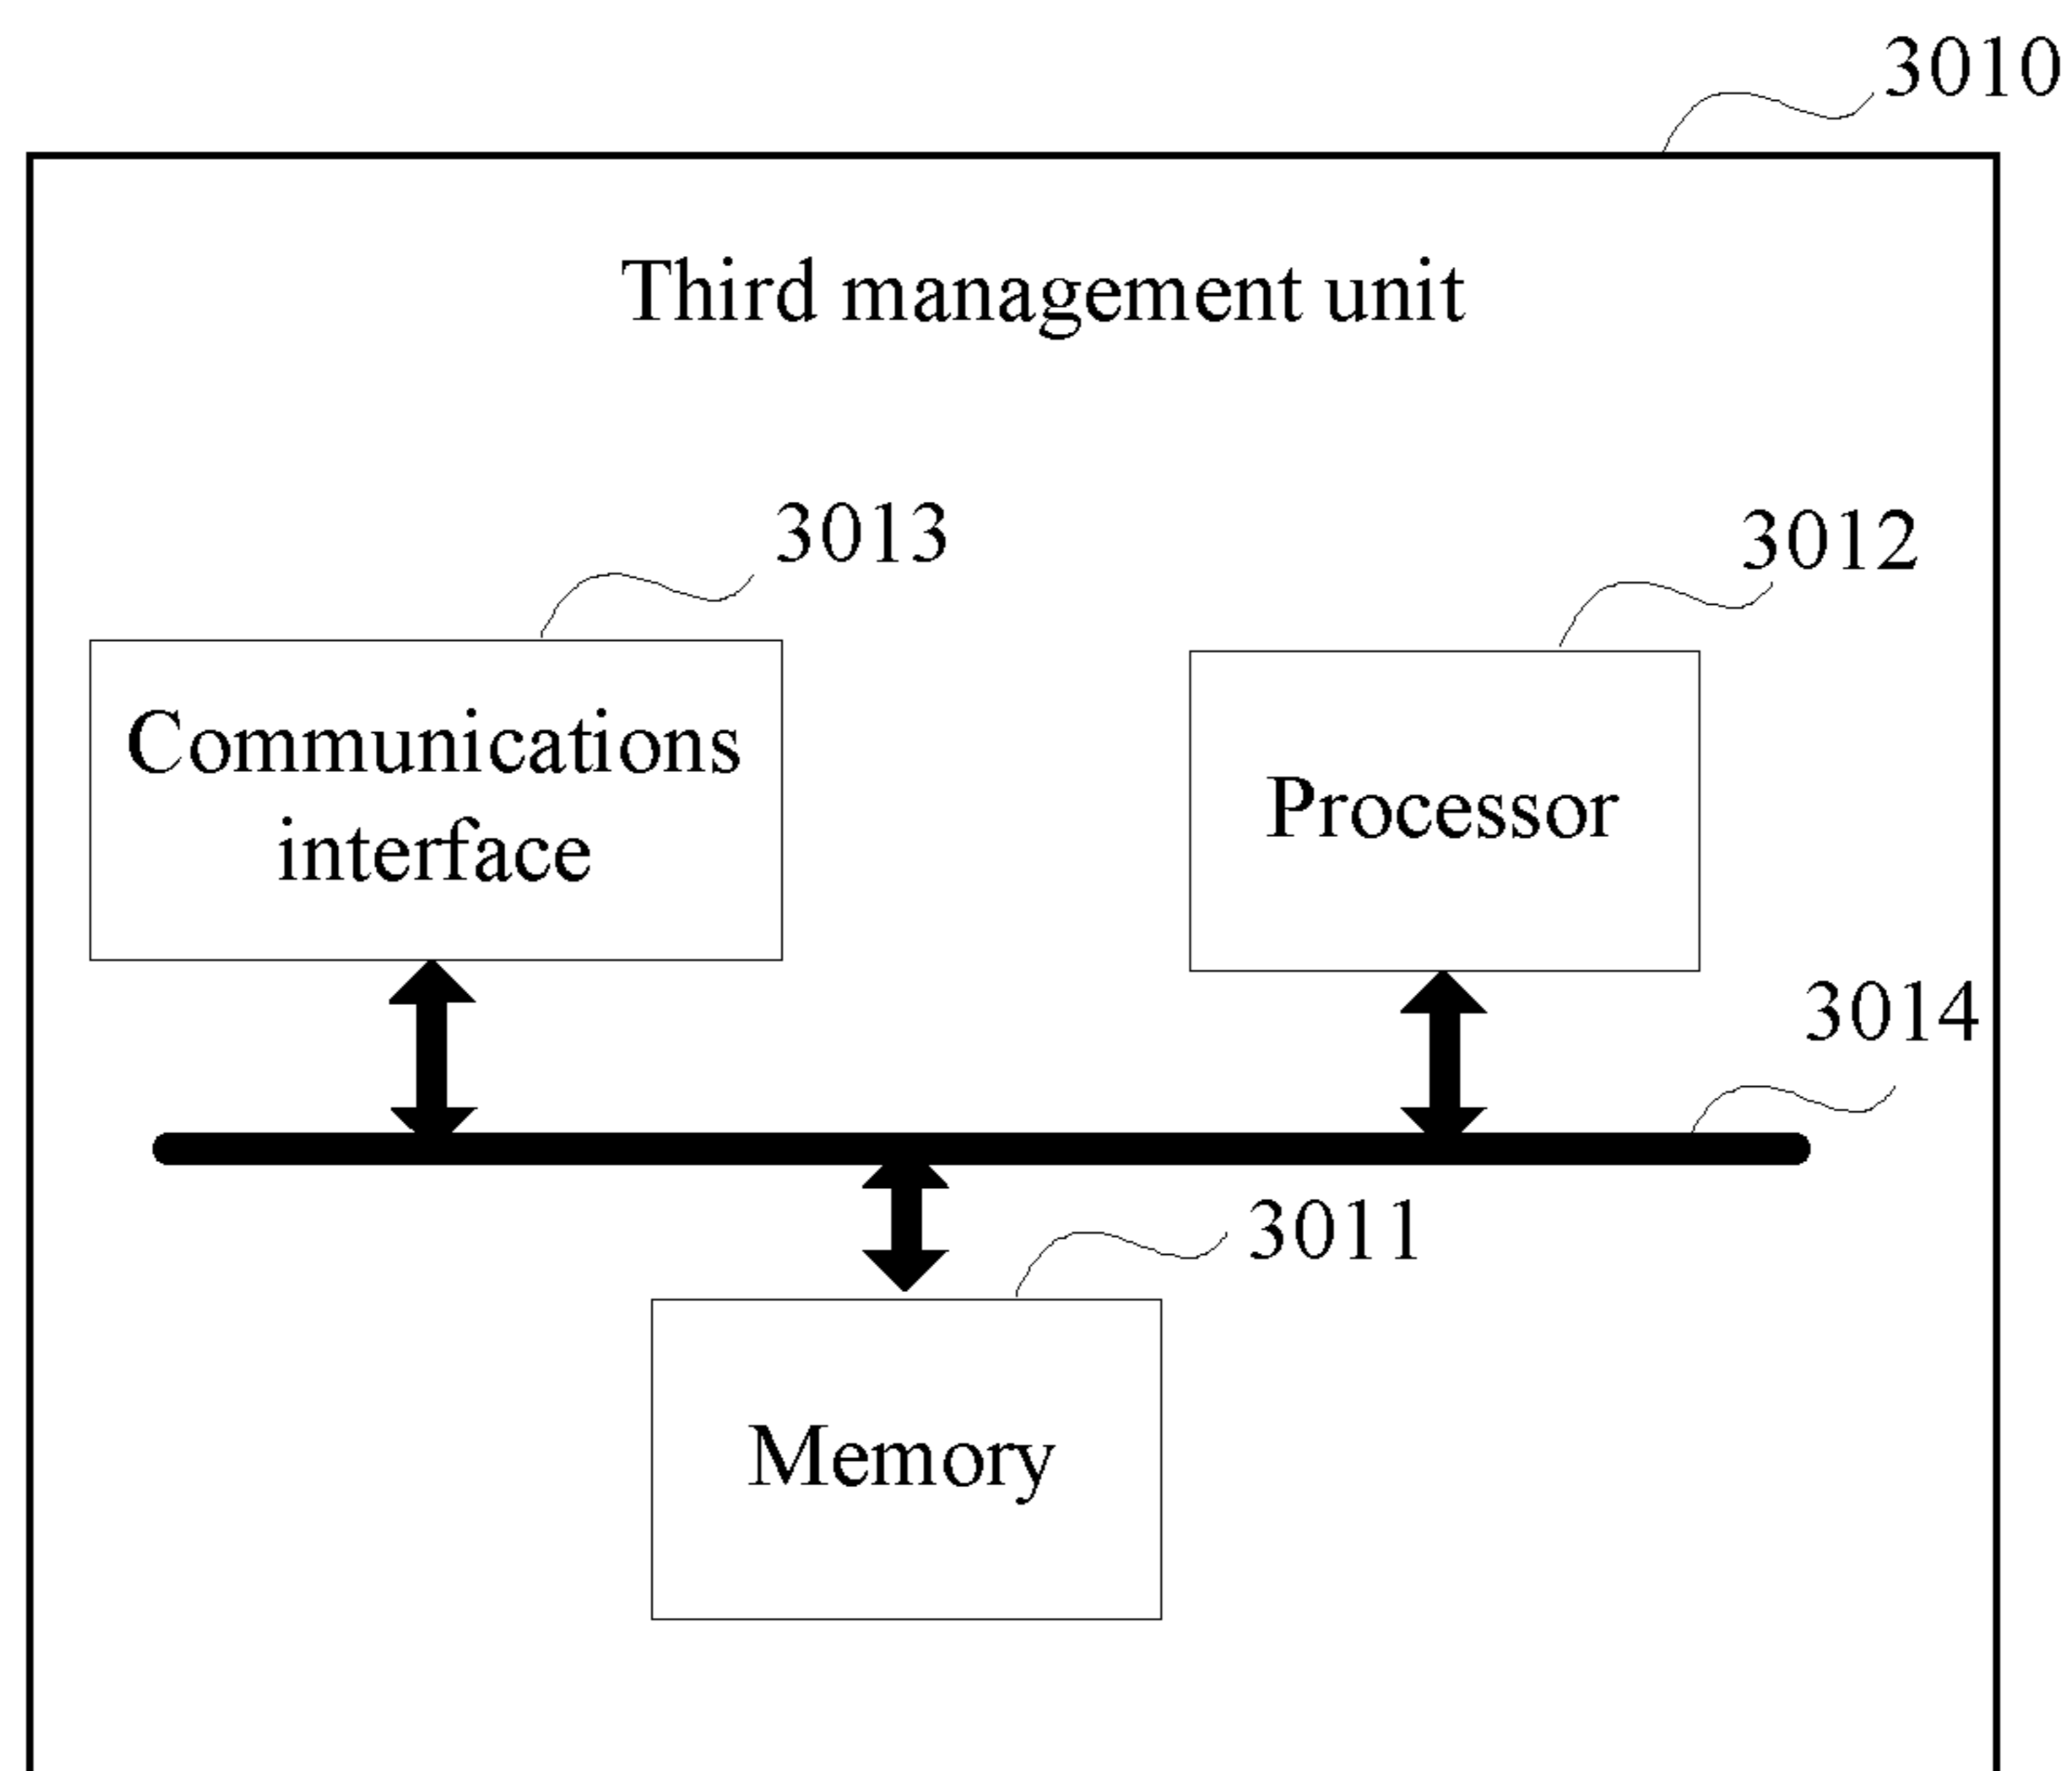 3010
Third management unit
3013
3012
Communications
interface
Processor
3014
3011
Memory